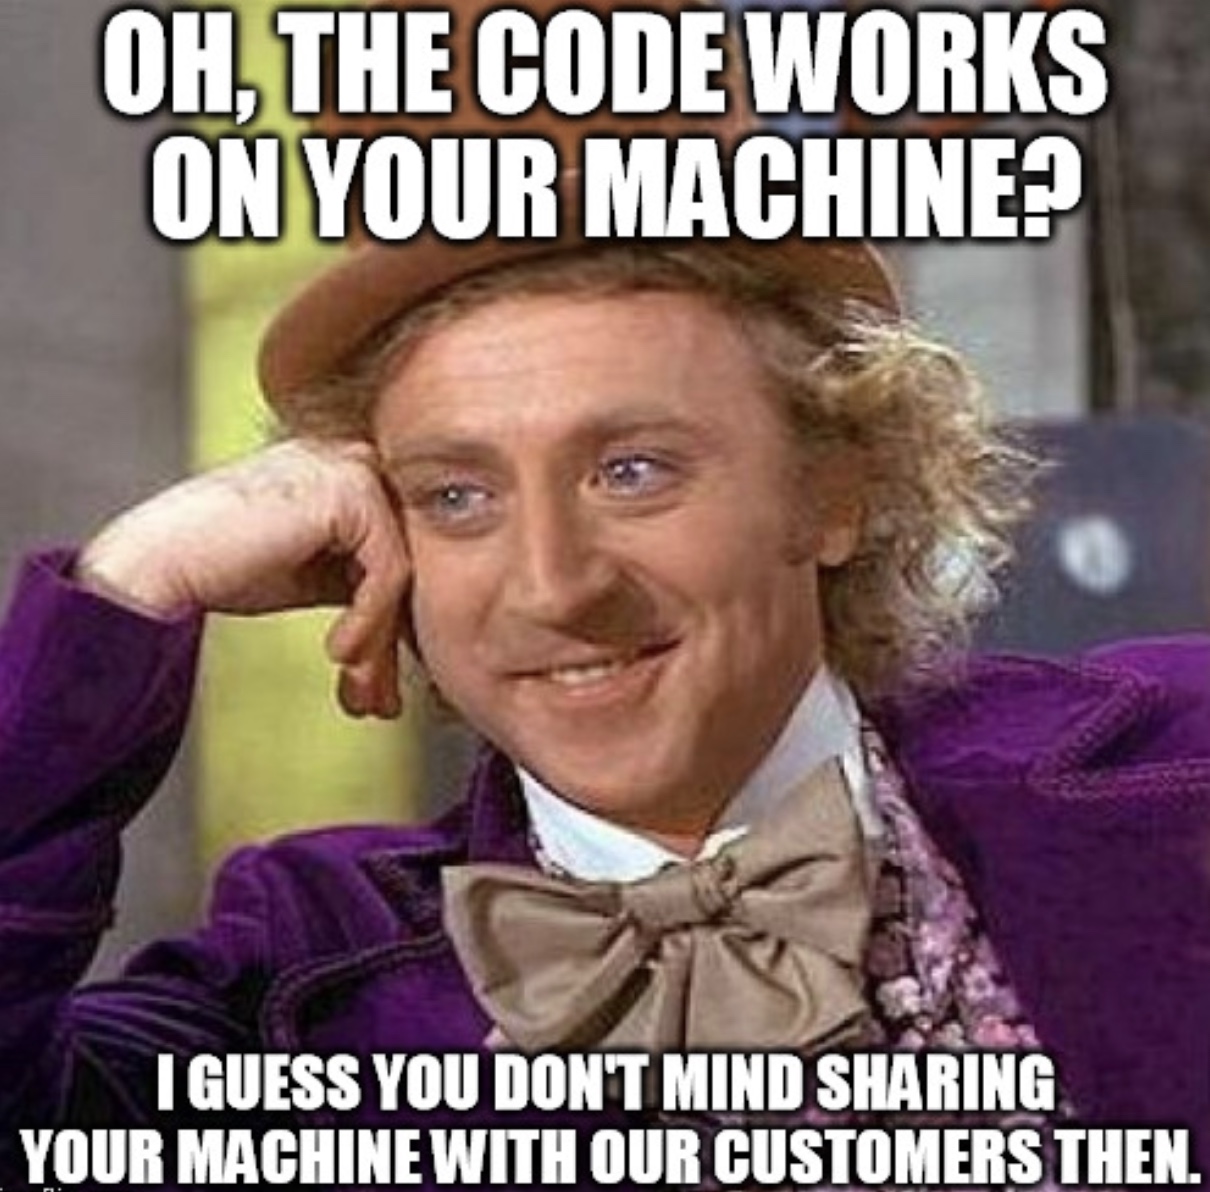 OH, THE CODE WORKS
ON YOUR MACHINE?
I GUESS YOU DON'T MIND SHARING
YOUR MACHINE WITH OUR CUSTOMERS THEN.